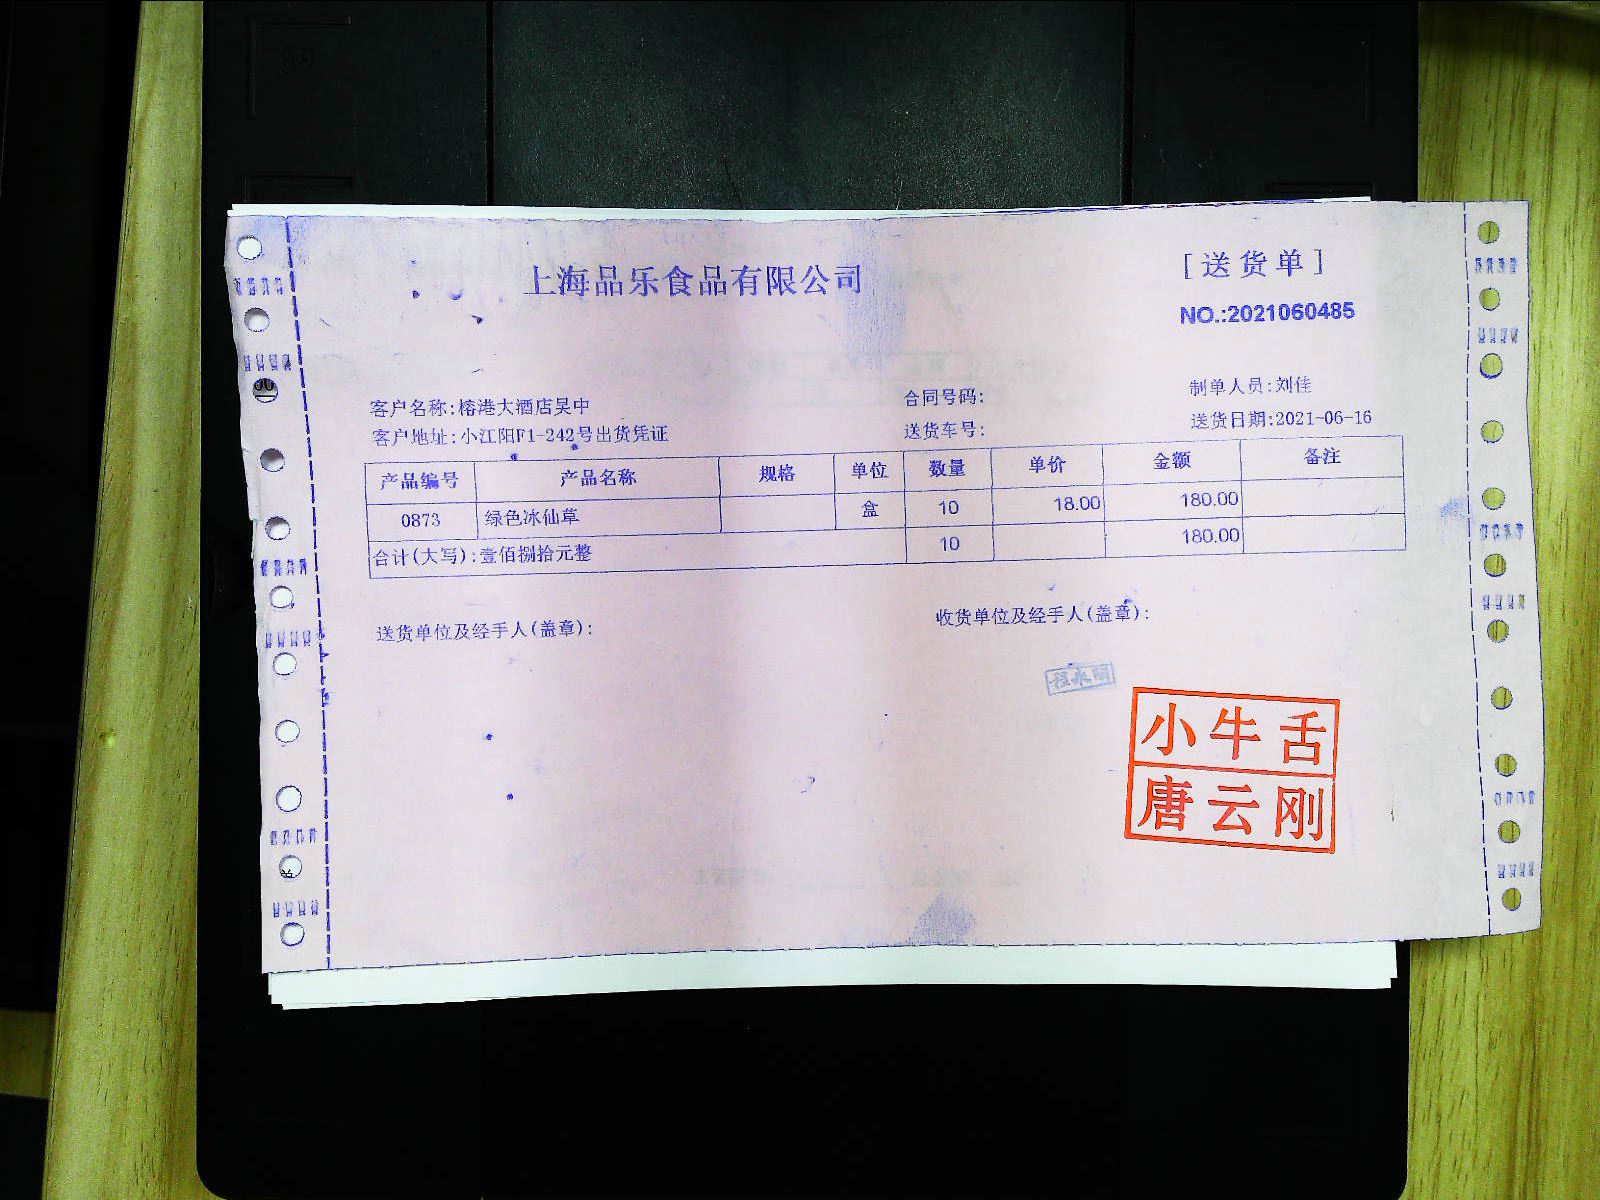 上海品乐食品有限公司
[送货单]
NO.:2021060485
客户名称:榕港大酒店吴中
合同号码:
制单人员:刘佳
客户地址:小江阳F1-242号出货凭证
送货车号:
送货日期:2021-06-16
产品编号 产品名称 规格 单位 数量 单价 金额 备注
0873 绿色冰仙草 盒 10 18.00 180.00
合计(大写):壹佰捌拾元整 10 180.00
送货单位及经手人(盖章):
收货单位及经手人(盖章):
程永明
小牛舌
唐云刚